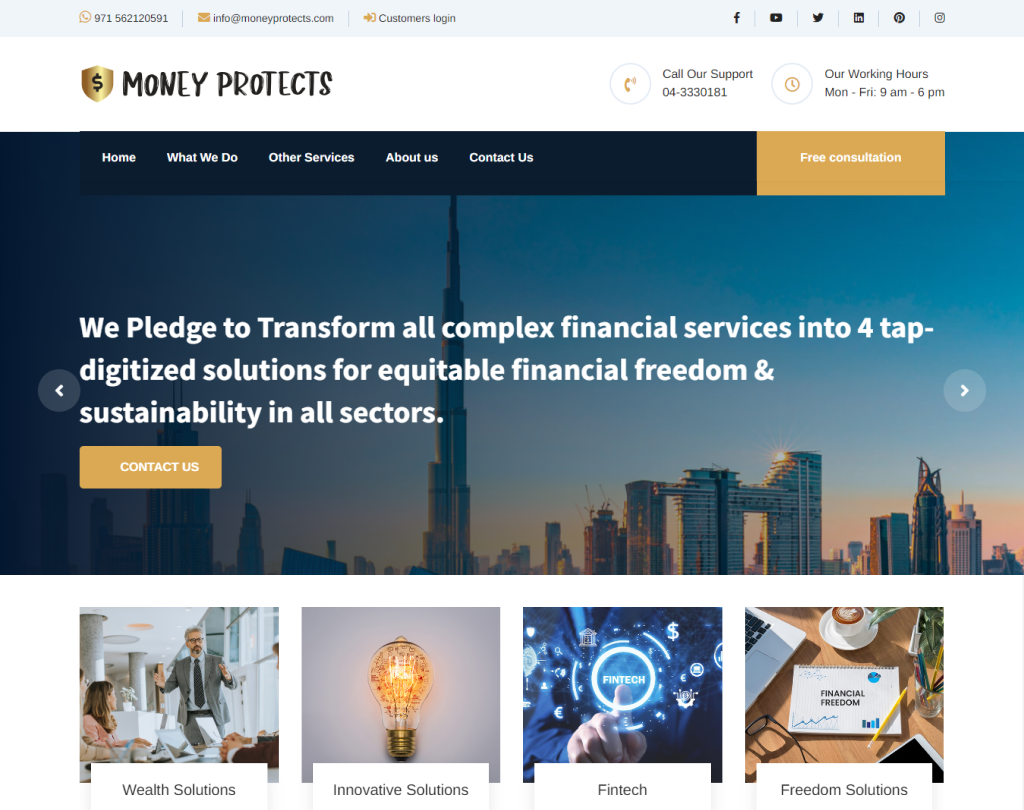 971 562120591
info@moneyprotects.com
Customers login
MONEY PROTECTS
Call Our Support
04-3330181
Our Working Hours
Mon - Fri: 9 am - 6 pm
Home
What We Do
Other Services
About us
Contact Us
Free consultation
We Pledge to Transform all complex financial services into 4 tap-
digitized solutions for equitable financial freedom &
sustainability in all sectors.
CONTACT US
FINTECH
FINANCIAL
FREEDOM
Wealth Solutions
Innovative Solutions
Fintech
Freedom Solutions